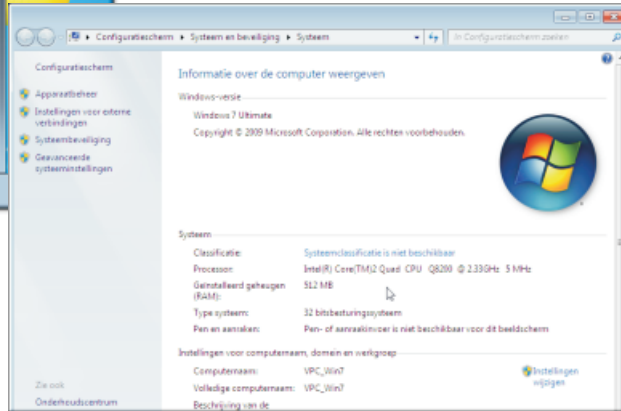 Configuratiescherm ▸ Systeem en beveiliging ▸ Systeem
In Configuratiescherm zoeken
Configuratiescherm
Apparaatbeheer
Instellingen voor externe
verbindingen
Systeembeveiliging
Geavanceerde
systeeminstellingen
Zie ook
Onderhoudscentrum
Informatie over de computer weergeven
Windows-versie
Windows 7 Ultimate
Copyright © 2009 Microsoft Corporation. Alle rechten voorbehouden.
Systeem
Classificatie: Systeemclassificatie is niet beschikbaar
Processor: Intel(R) Core(TM)2 Quad CPU Q8200 @ 2.33GHz 5 MHz
Geïnstalleerd geheugen 512 MB
(RAM):
Type systeem: 32 bitsbesturingssysteem
Pen en aanraken: Pen- of aanraakinvoer is niet beschikbaar voor dit beeldscherm
Instellingen voor computernaam, domein en werkgroep
Computernaam: VPC_Win7
Instellingen
wijzigen
Volledige computernaam: VPC_Win7
Beschrijving van de